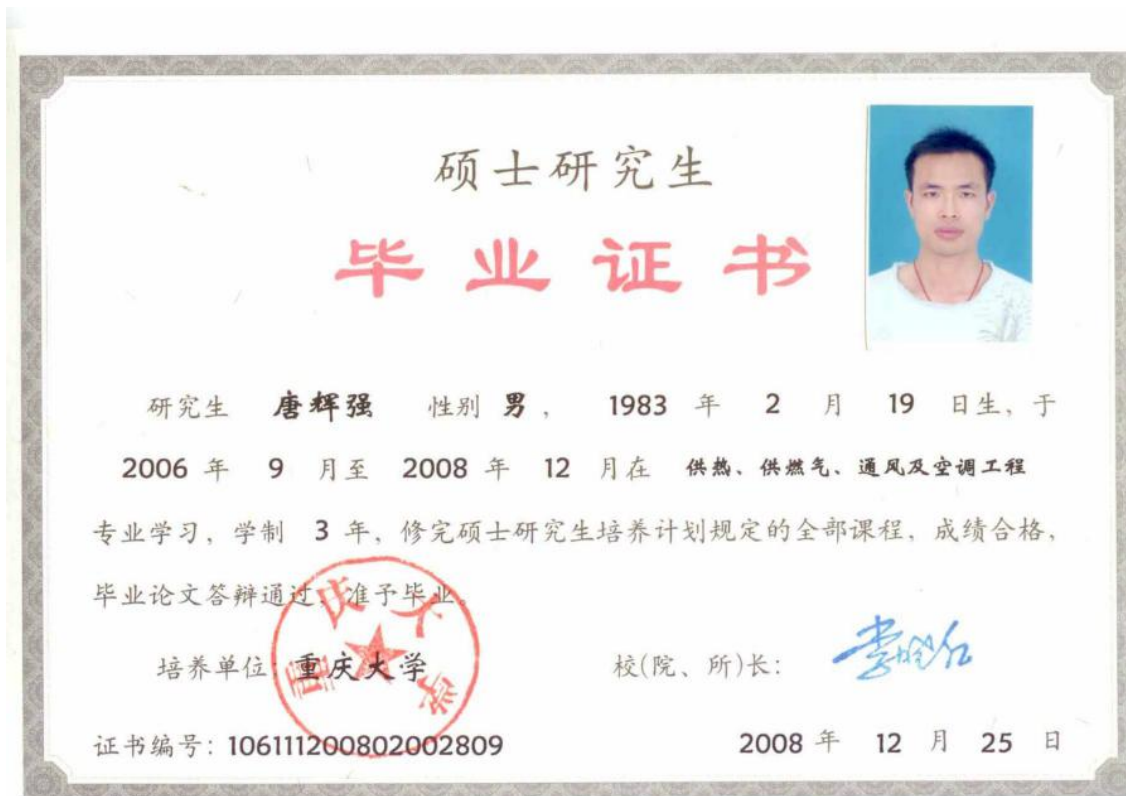 硕士研究生
毕业证书
研究生 唐辉强 性别 男， 1983 年 2 月 19 日生，于
2006 年 9 月至 2008 年 12 月在 供热、供燃气、通风及空调工程
专业学习，学制 3 年，修完硕士研究生培养计划规定的全部课程，成绩合格，
毕业论文答辩通过，准予毕业。
重庆大学
培养单位：重庆大学 校(院、所)长：
证书编号：106111200802002809 2008 年 12 月 25 日